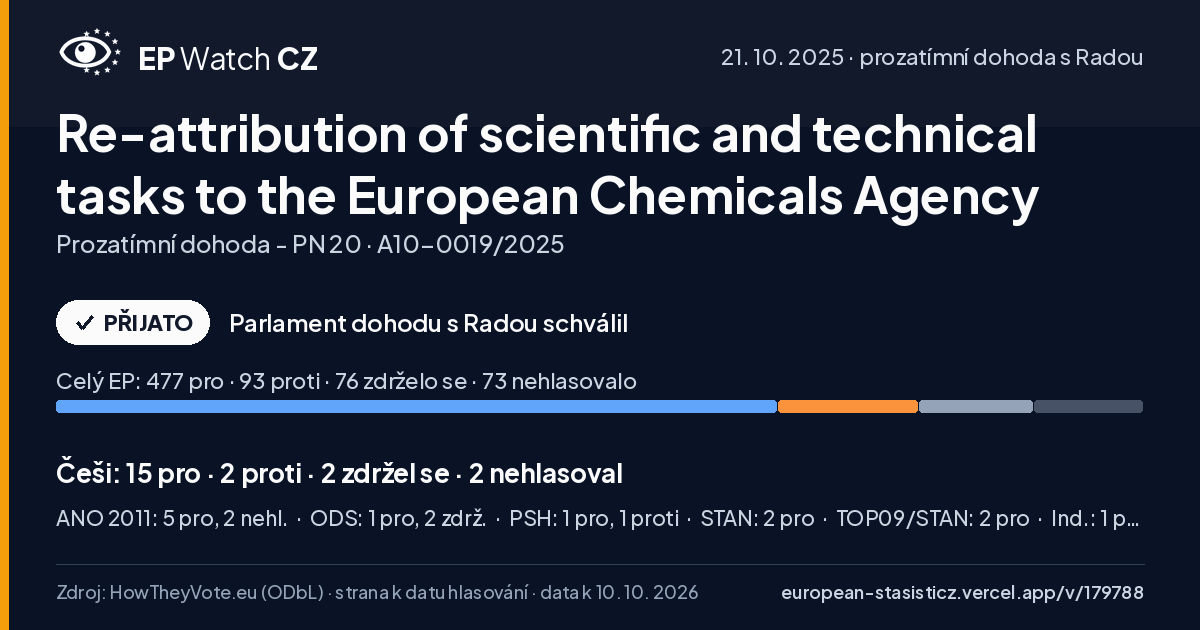 EP Watch CZ
21. 10. 2025 · prozatímní dohoda s Radou
Re-attribution of scientific and technical
tasks to the European Chemicals Agency
Prozatímní dohoda - PN 20 · A10-0019/2025
✓ PŘIJATO
Parlament dohodu s Radou schválil
Celý EP: 477 pro · 93 proti · 76 zdrželo se · 73 nehlasovalo
Češi: 15 pro · 2 proti · 2 zdržel se · 2 nehlasoval
ANO 2011: 5 pro, 2 nehl. · ODS: 1 pro, 2 zdrž. · PSH: 1 pro, 1 proti · STAN: 2 pro · TOP09/STAN: 2 pro · Ind.: 1 p…
Zdroj: HowTheyVote.eu (ODbL) · strana k datu hlasování · data k 10. 10. 2026
european-stasisticz.vercel.app/v/179788